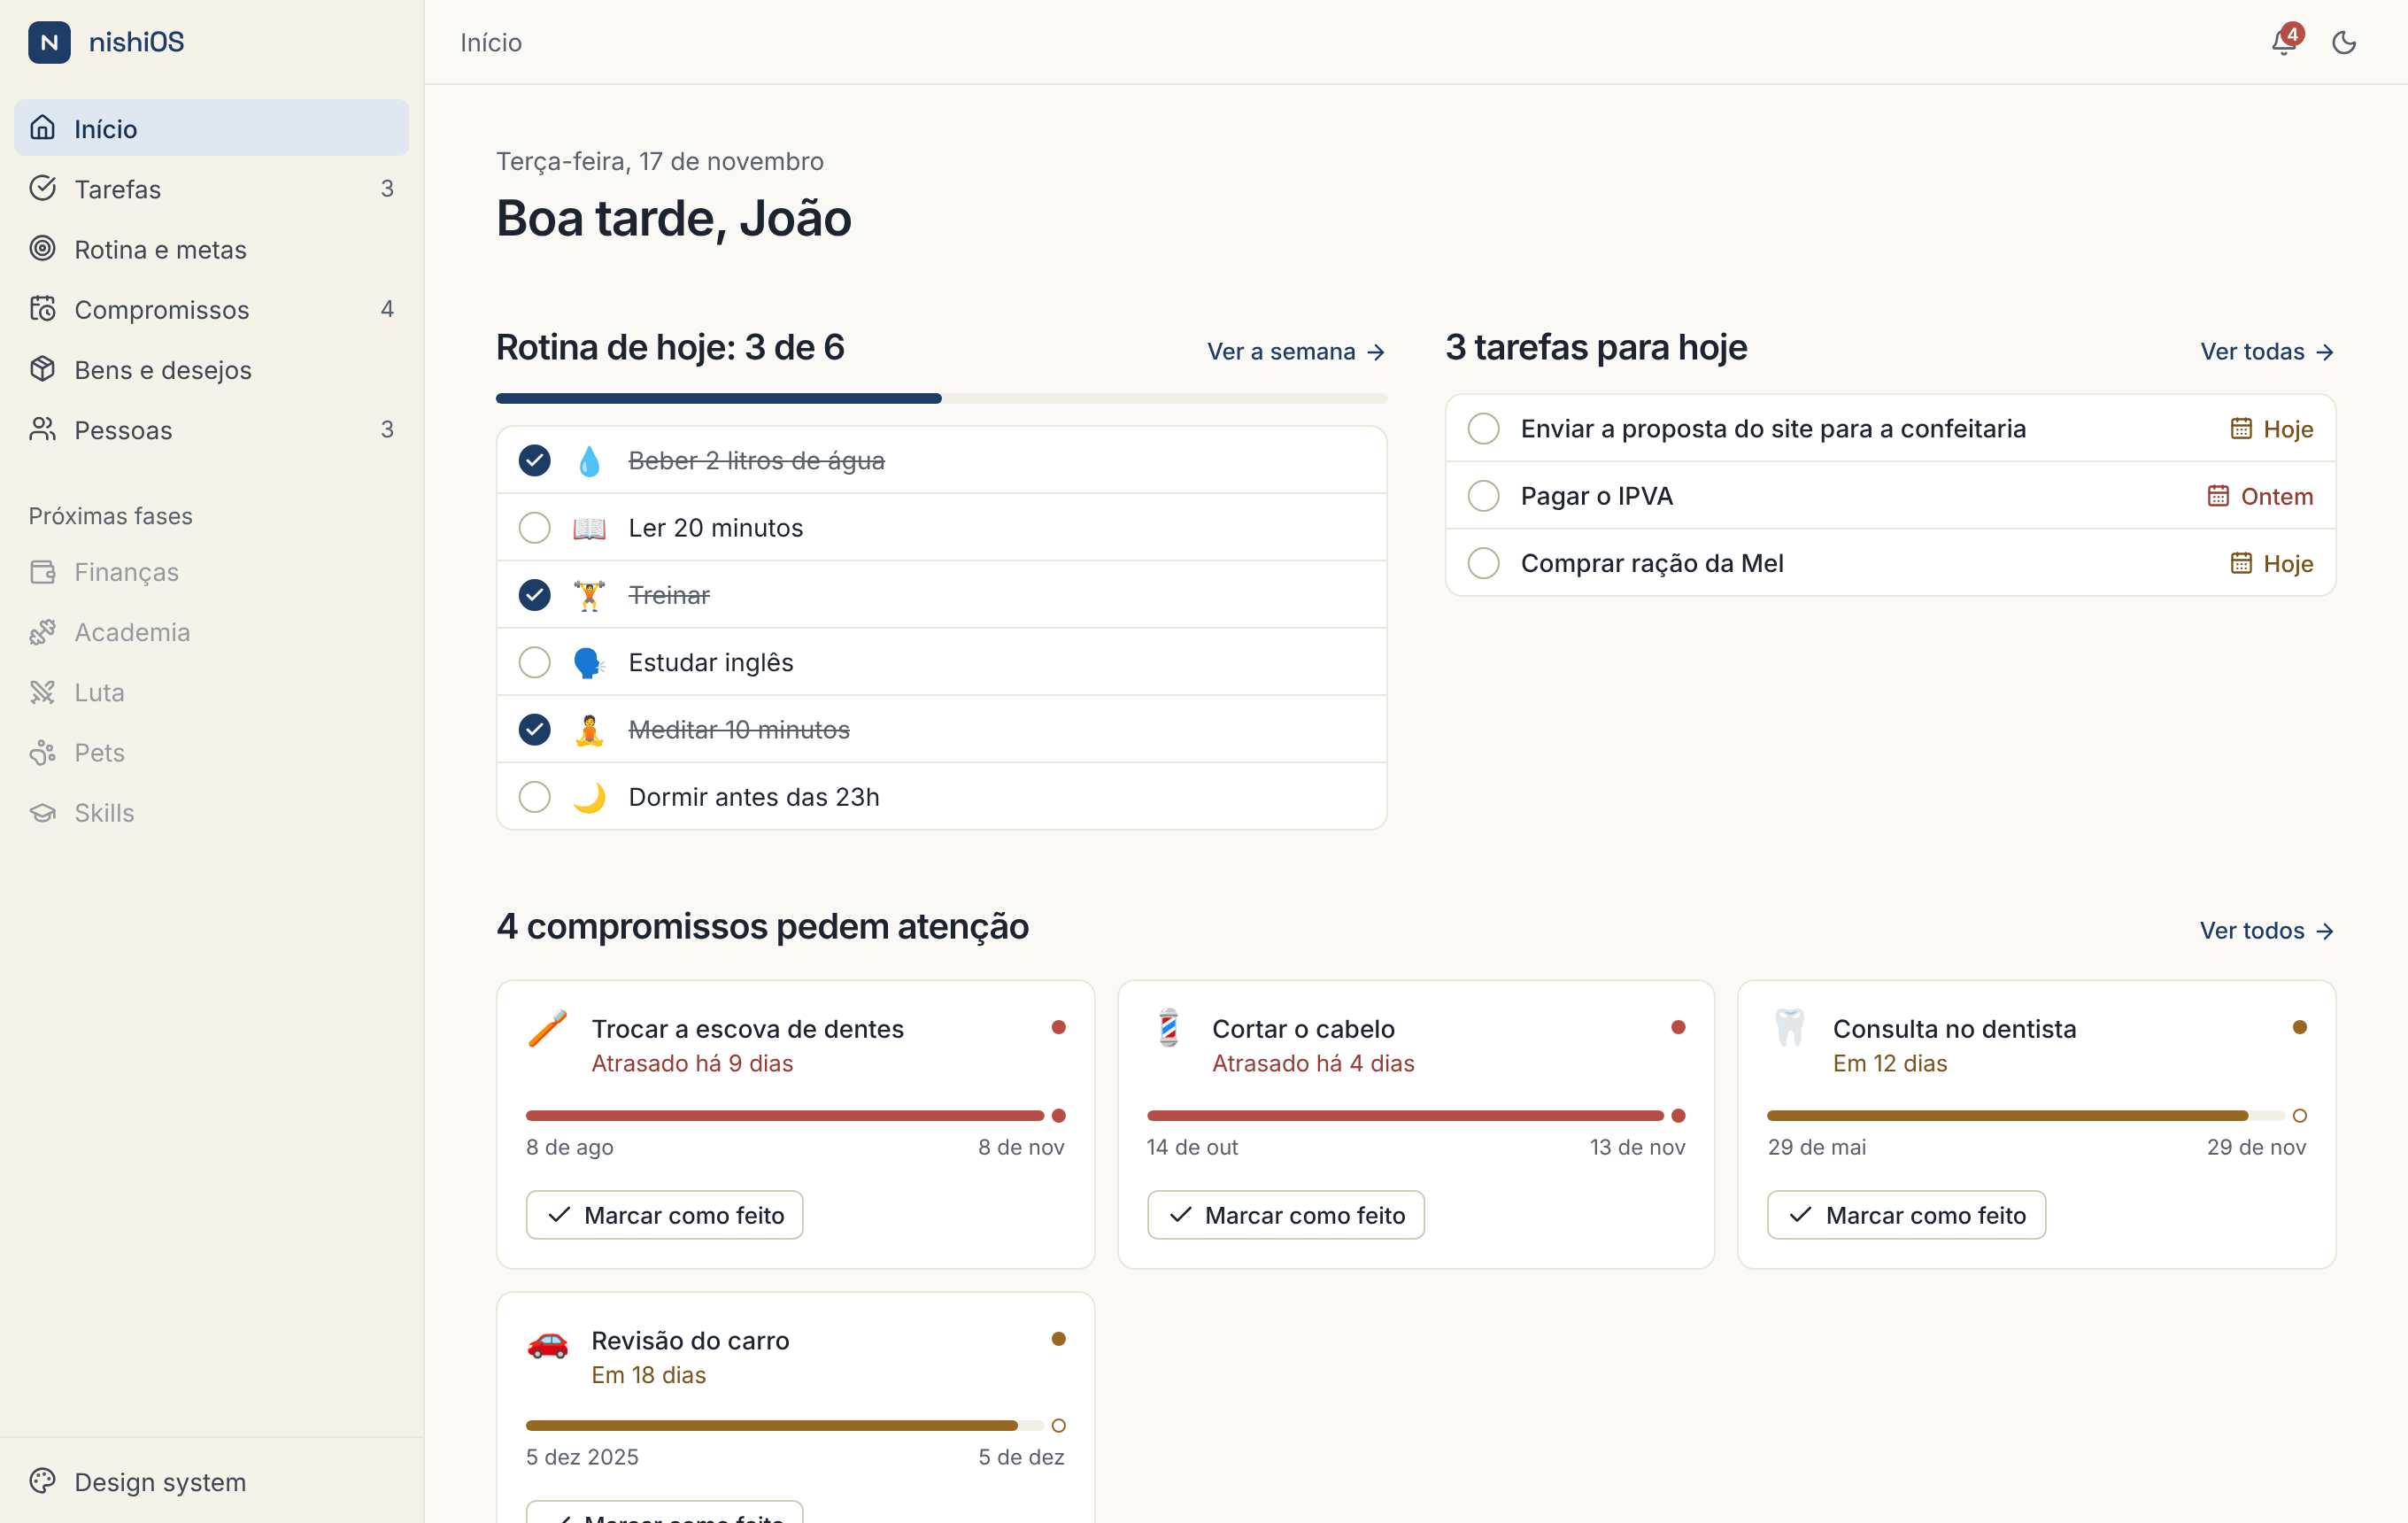 N nishiOS
Início
Tarefas 3
Rotina e metas
Compromissos 4
Bens e desejos
Pessoas 3
Próximas fases
Finanças
Academia
Luta
Pets
Skills
Design system
Início
4
Terça-feira, 17 de novembro
Boa tarde, João
Rotina de hoje: 3 de 6
Ver a semana →
Beber 2 litros de água
Ler 20 minutos
Treinar
Estudar inglês
Meditar 10 minutos
Dormir antes das 23h
3 tarefas para hoje
Ver todas →
Enviar a proposta do site para a confeitaria Hoje
Pagar o IPVA Ontem
Comprar ração da Mel Hoje
4 compromissos pedem atenção
Ver todos →
Trocar a escova de dentes
Atrasado há 9 dias
8 de ago 8 de nov
Marcar como feito
Cortar o cabelo
Atrasado há 4 dias
14 de out 13 de nov
Marcar como feito
Consulta no dentista
Em 12 dias
29 de mai 29 de nov
Marcar como feito
Revisão do carro
Em 18 dias
5 dez 2025 5 de dez
Marcar como feito